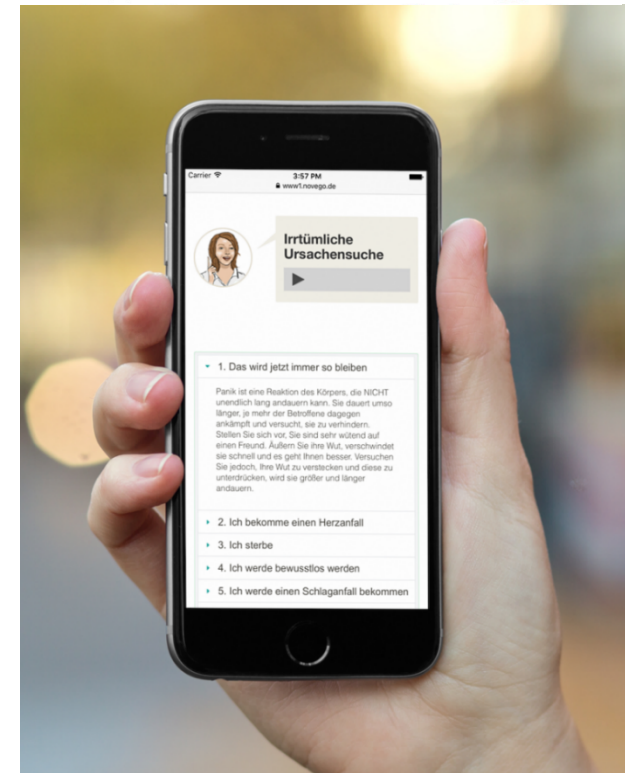 Carrier 3:57 PM
www1.novego.de
Irrtümliche
Ursachensuche
1. Das wird jetzt immer so bleiben
Panik ist eine Reaktion des Körpers, die NICHT
unendlich lang andauern kann. Sie dauert umso
länger, je mehr der Betroffene dagegen
ankämpft und versucht, sie zu verhindern.
Stellen Sie sich vor, Sie sind sehr wütend auf
einen Freund. Äußern Sie ihre Wut, verschwindet
sie schnell und es geht Ihnen besser. Versuchen
Sie jedoch, Ihre Wut zu verstecken und diese zu
unterdrücken, wird sie größer und länger
andauern.
2. Ich bekomme einen Herzanfall
3. Ich sterbe
4. Ich werde bewusstlos werden
5. Ich werde einen Schlaganfall bekommen